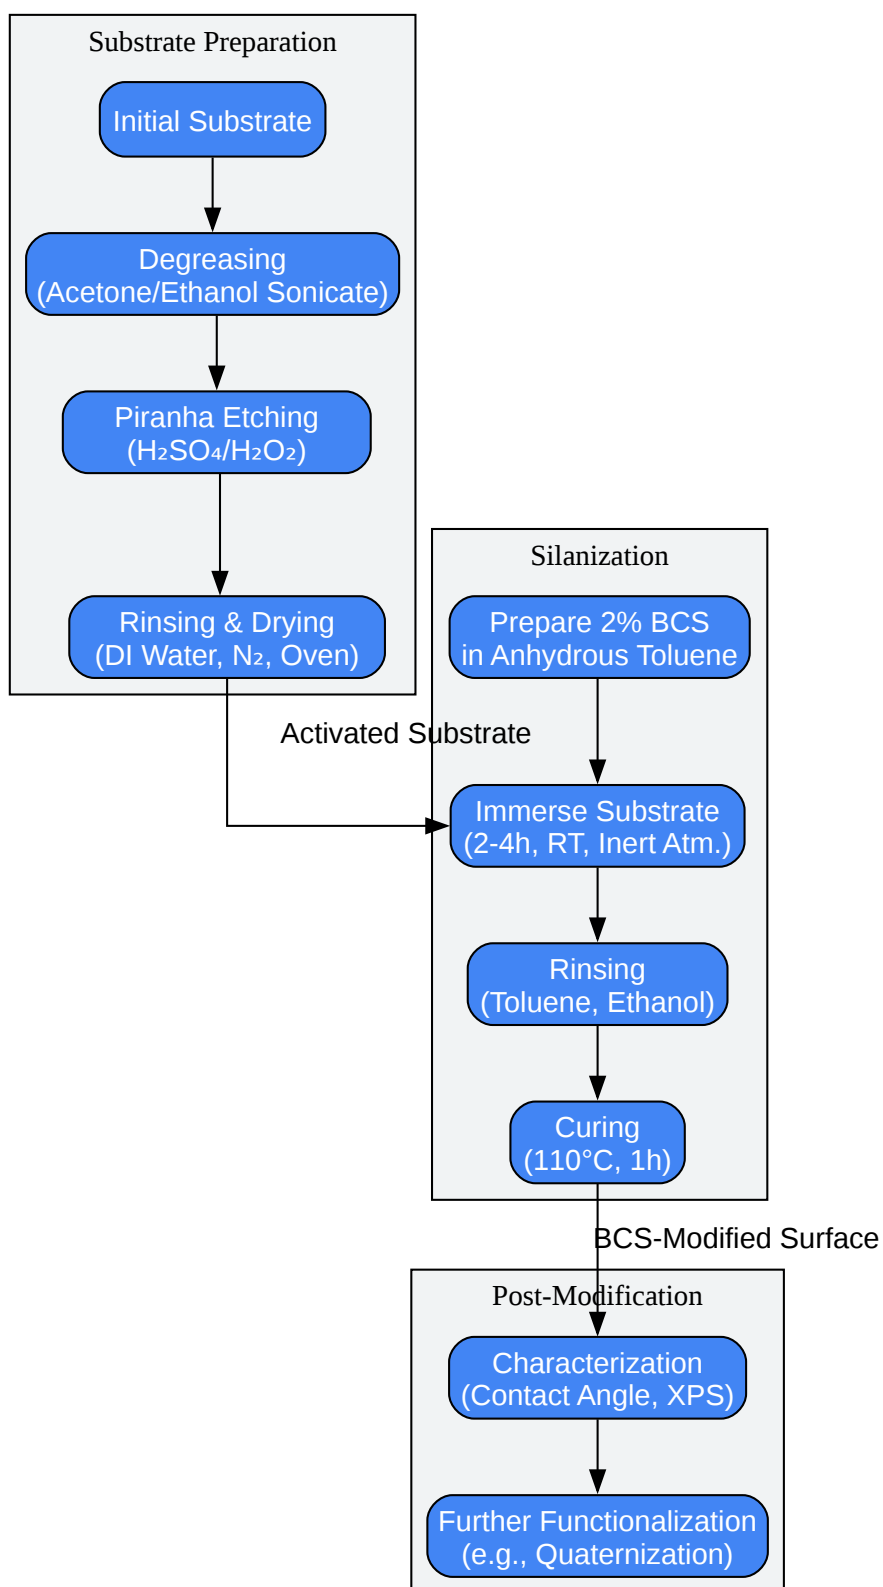 Substrate Preparation
Initial Substrate
Degreasing
(Acetone/Ethanol Sonicate)
Piranha Etching
(H₂SO₄/H₂O₂)
Rinsing & Drying
(DI Water, N₂, Oven)
Activated Substrate
Silanization
Prepare 2% BCS
in Anhydrous Toluene
Immerse Substrate
(2-4h, RT, Inert Atm.)
Rinsing
(Toluene, Ethanol)
Curing
(110°C, 1h)
BCS-Modified Surface
Post-Modification
Characterization
(Contact Angle, XPS)
Further Functionalization
(e.g., Quaternization)